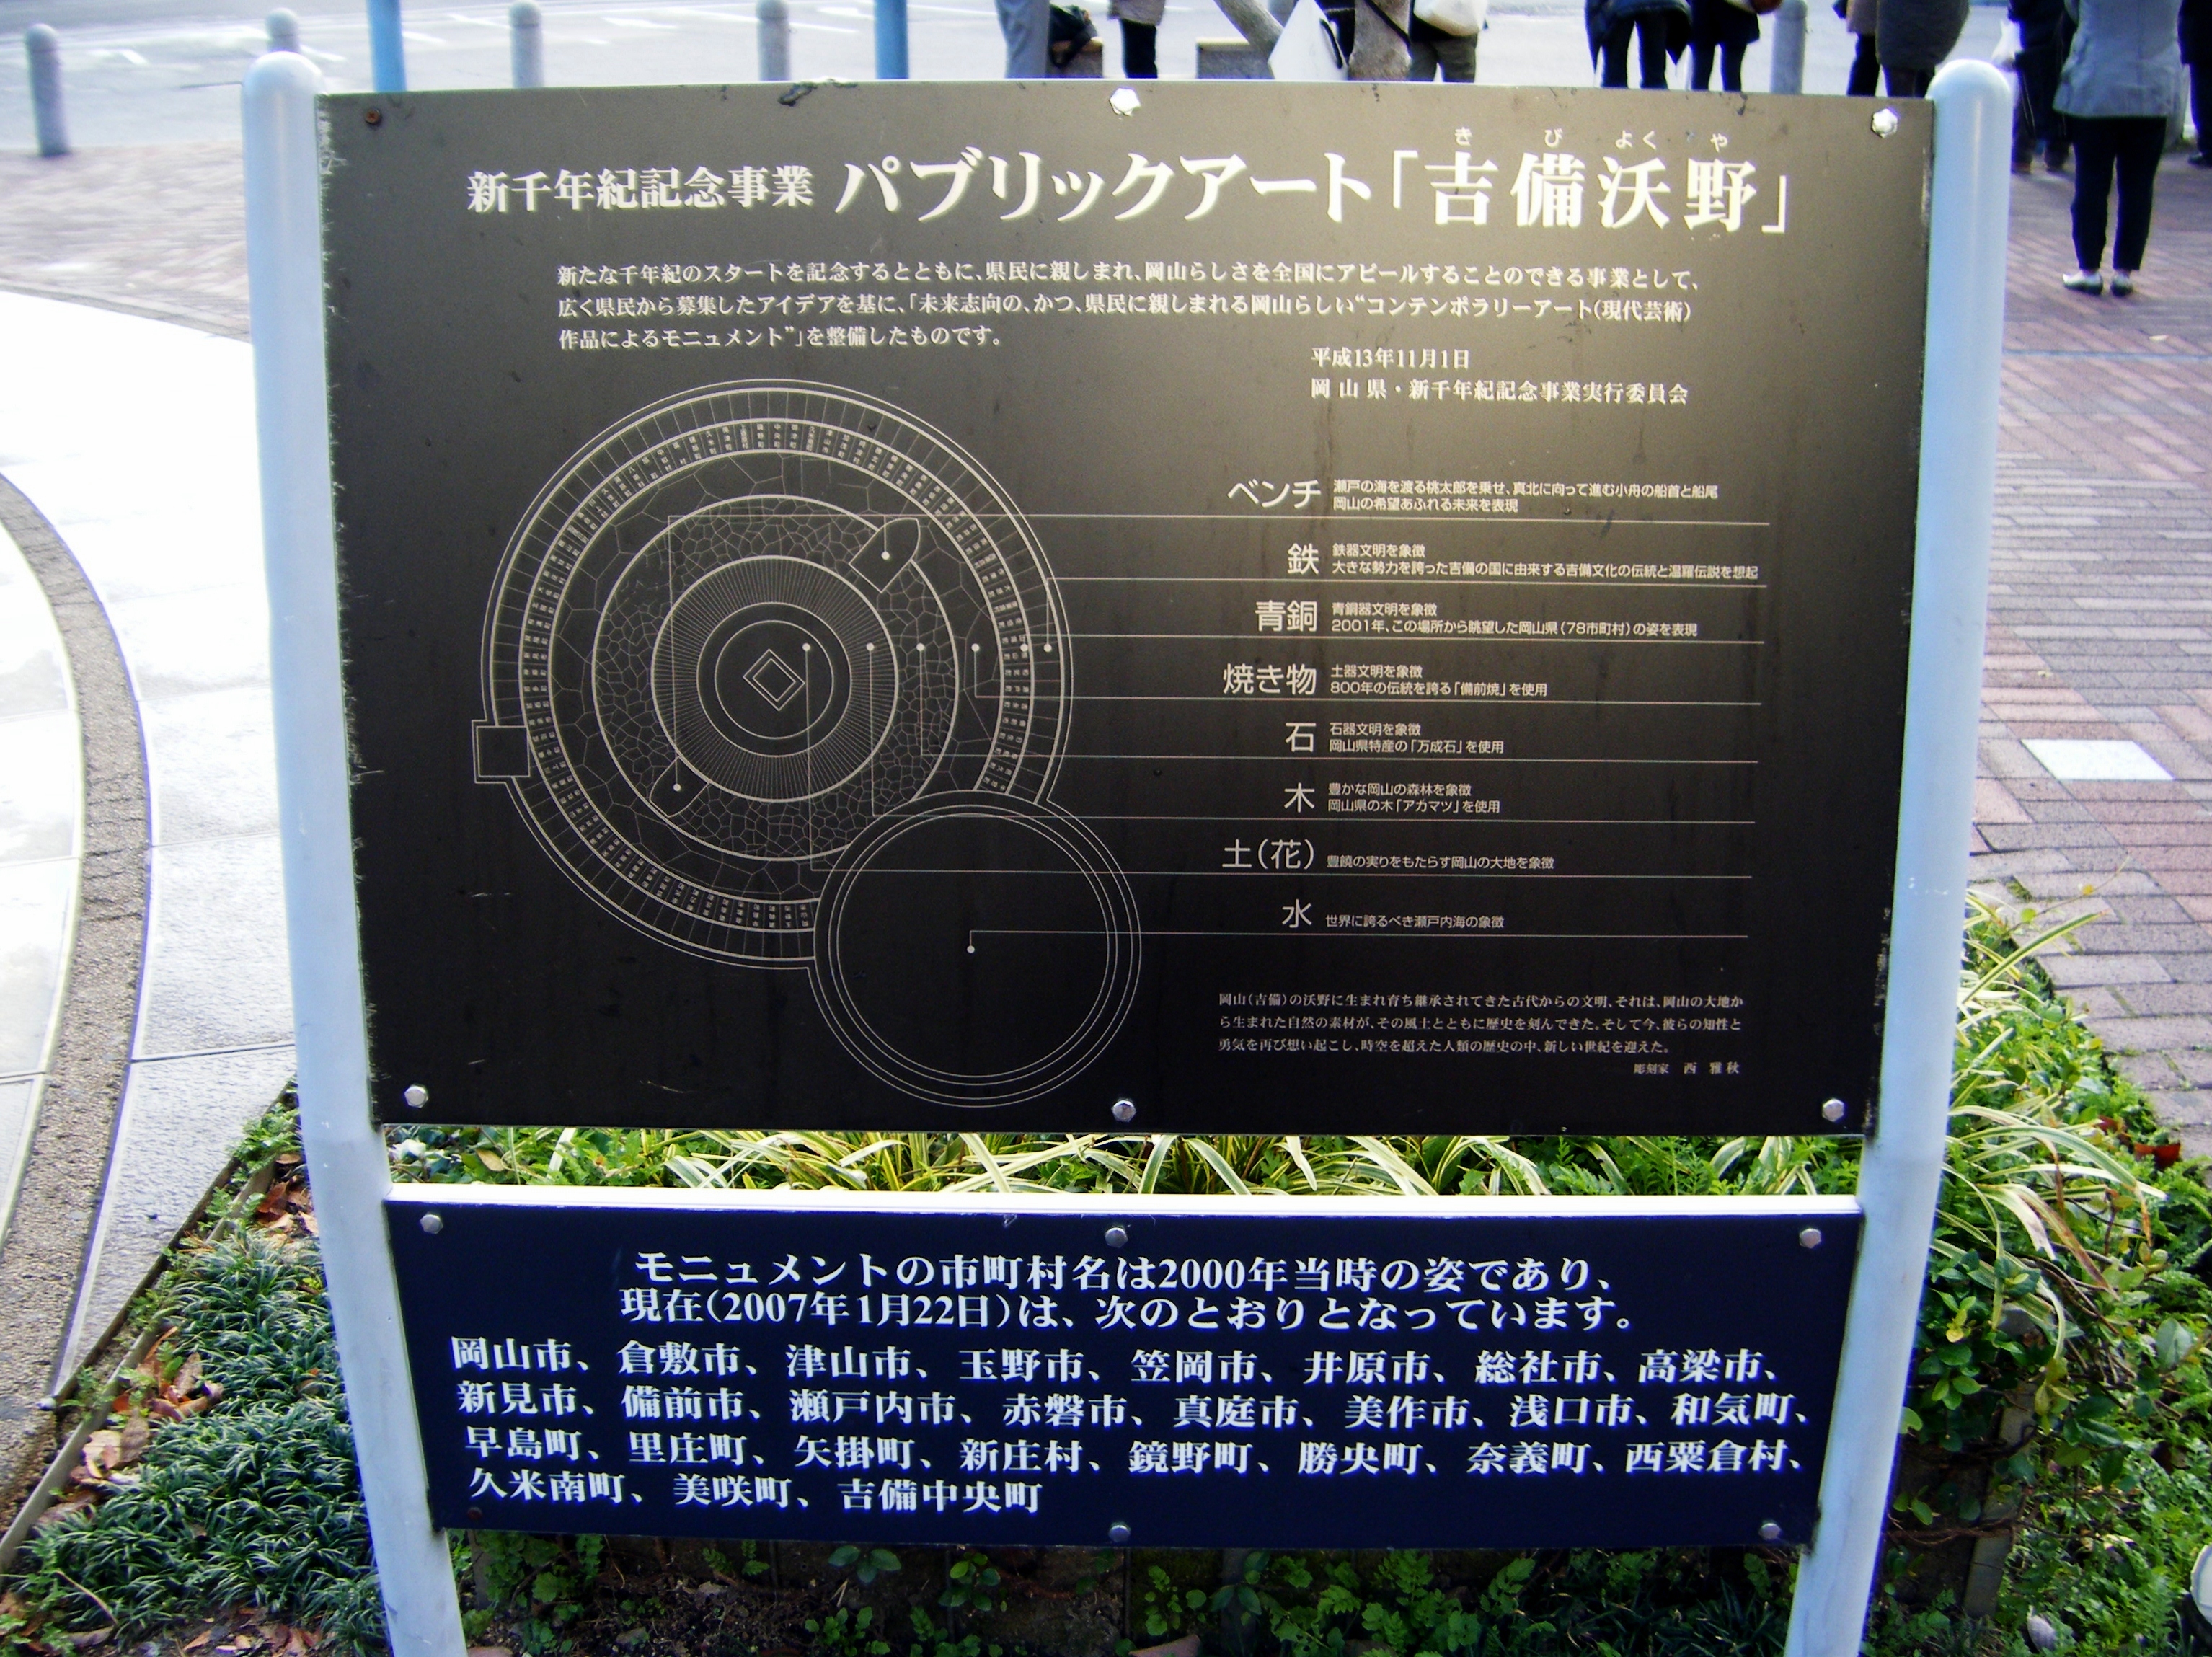 き び よく や
新千年紀記念事業 パブリックアート「吉備沃野」
新たな千年紀のスタートを記念するとともに、県民に親しまれ、岡山らしさを全国にアピールすることのできる事業として、
広く県民から募集したアイデアを基に、「未来志向の、かつ、県民に親しまれる岡山らしい“コンテンポラリーアート(現代芸術)
作品によるモニュメント”」を整備したものです。
平成13年11月1日
岡山県・新千年紀記念事業実行委員会
ベンチ 瀬戸の海を渡る桃太郎を乗せ、真北に向って進む小舟の船首と船尾
岡山の希望あふれる未来を表現
鉄 鉄器文明を象徴
大きな勢力を誇った吉備の国に由来する吉備文化の伝統と温羅伝説を想起
青銅 青銅器文明を象徴
2001年、この場所から眺望した岡山県(78市町村)の姿を表現
焼き物 土器文明を象徴
800年の伝統を誇る「備前焼」を使用
石 石器文明を象徴
岡山県特産の「万成石」を使用
木 豊かな岡山の森林を象徴
岡山県の木「アカマツ」を使用
土(花) 豊饒の実りをもたらす岡山の大地を象徴
水 世界に誇るべき瀬戸内海の象徴
岡山(吉備)の沃野に生まれ育ち継承されてきた古代からの文明、それは、岡山の大地か
ら生まれた自然の素材が、その風土とともに歴史を刻んできた。そして今、彼らの知性と
勇気を再び想い起こし、時空を超えた人類の歴史の中、新しい世紀を迎えた。
彫刻家 西 雅秋
モニュメントの市町村名は2000年当時の姿であり、
現在(2007年1月22日)は、次のとおりとなっています。
岡山市、倉敷市、津山市、玉野市、笠岡市、井原市、総社市、高梁市、
新見市、備前市、瀬戸内市、赤磐市、真庭市、美作市、浅口市、和気町、
早島町、里庄町、矢掛町、新庄村、鏡野町、勝央町、奈義町、西粟倉村、
久米南町、美咲町、吉備中央町